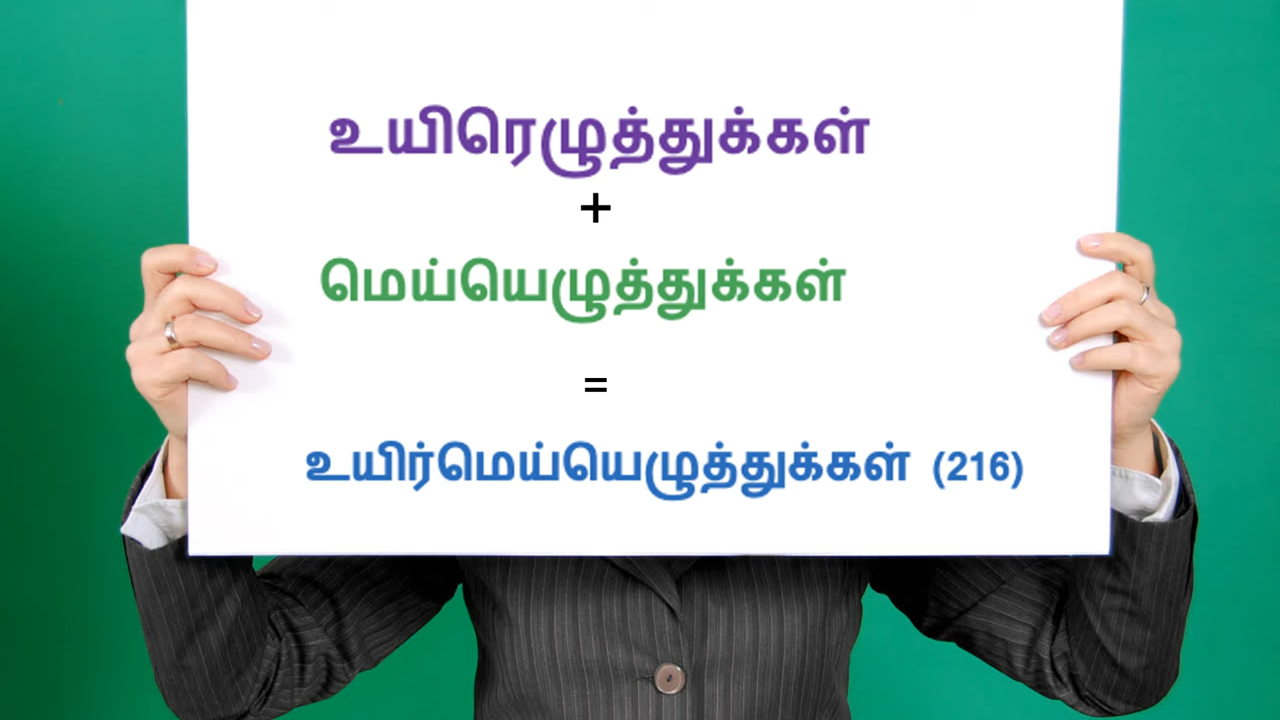 உயிரெழுத்துக்கள்
+
மெய்யெழுத்துக்கள்
=
உயிர்மெய்யெழுத்துக்கள் (216)